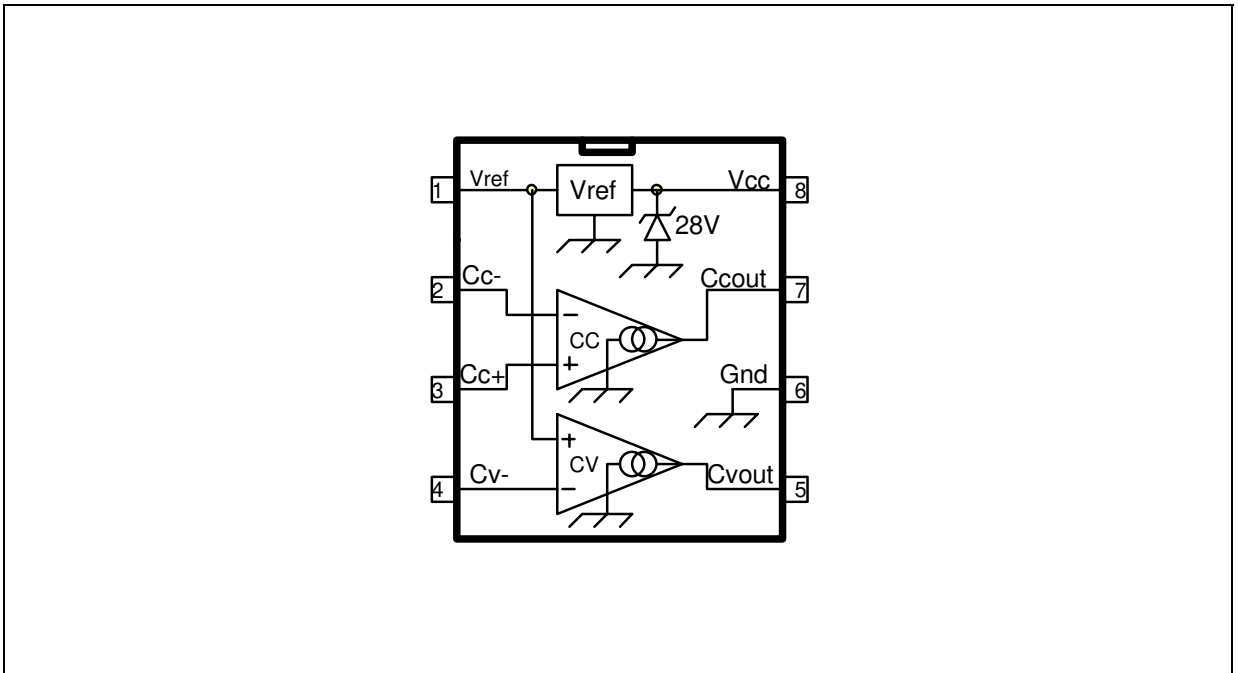 Vref Vref Vcc
1 8
28V
Cc- Ccout
2 7
CC
- +
Cc+ Gnd
3 6
+ -
CV
Cv- Cvout
4 5